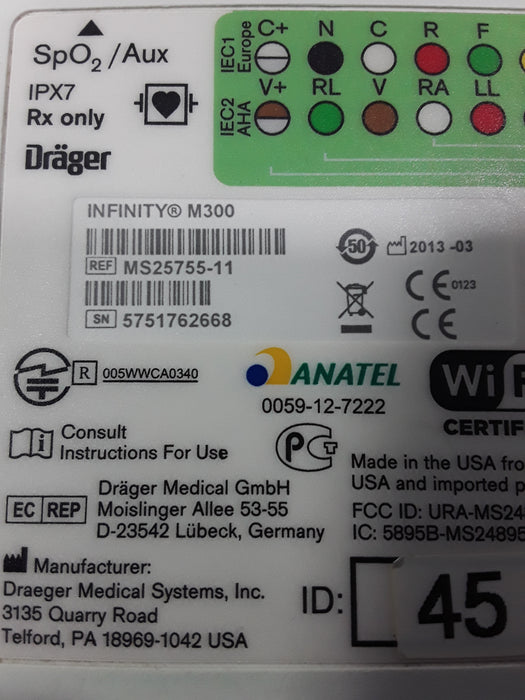 SpO2/Aux
IPX7
Rx only
Dräger
IEC1
Europe
C+ N C R F
IEC2
AHA
V+ RL V RA LL
INFINITY® M300
REF MS25755-11
SN 5751762668
50 2013 -03
CE 0123
CE
R 005WWCA0340
ANATEL
0059-12-7222
Wi F
CERTIF
Consult
Instructions For Use
PCT
Made in the USA fro
USA and imported p
EC REP
Dräger Medical GmbH
Moislinger Allee 53-55
D-23542 Lübeck, Germany
FCC ID: URA-MS24
IC: 5895B-MS24895
Manufacturer:
Draeger Medical Systems, Inc.
3135 Quarry Road
Telford, PA 18969-1042 USA
ID: 45